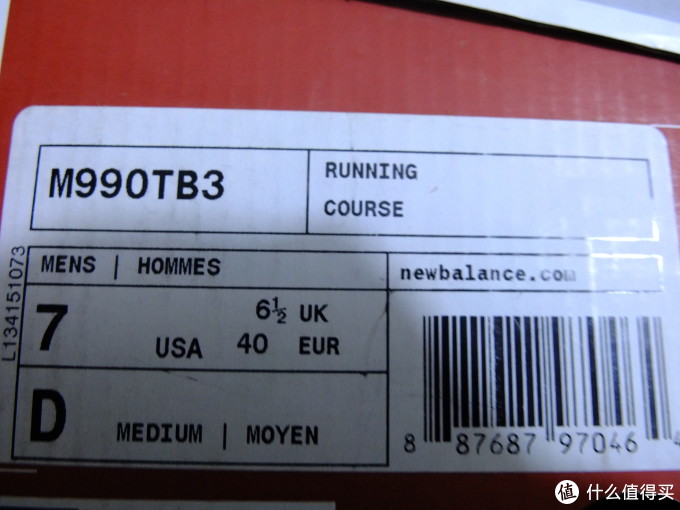 M990TB3
RUNNING
COURSE
L134151073
MENS | HOMMES
newbalance.com
7
6½ UK
USA 40 EUR
D
MEDIUM | MOYEN
8 87687 97046 4
值 什么值得买